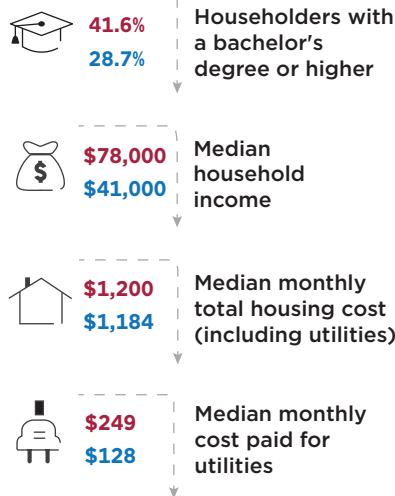 41.6%
28.7%
Householders with
a bachelor's
degree or higher
$
$78,000
$41,000
Median
household
income
$1,200
$1,184
Median monthly
total housing cost
(including utilities)
$249
$128
Median monthly
cost paid for
utilities